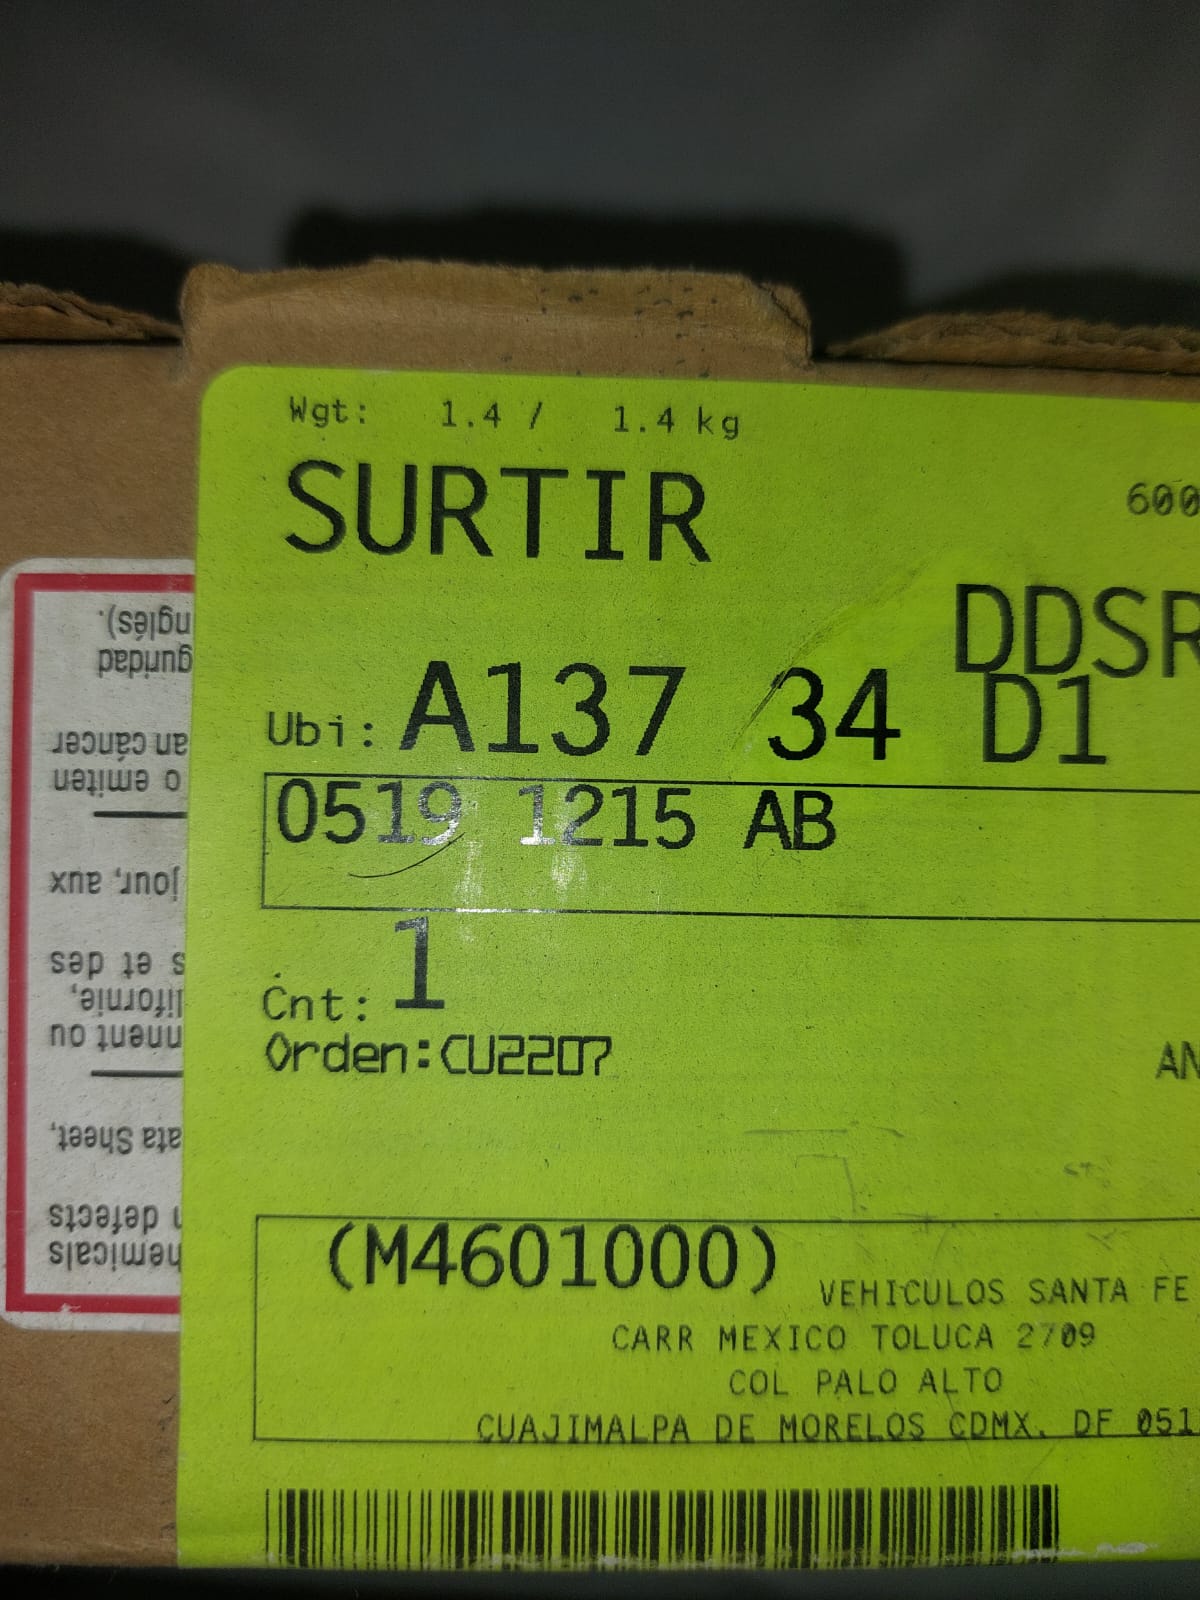 Wgt: 1.4 / 1.4 kg
SURTIR
600
DDSR
Ubi: A137 34 D1
0519 1215 AB
Cnt: 1
Orden:CU2207
AN
(M4601000)
VEHICULOS SANTA FE
CARR MEXICO TOLUCA 2709
COL PALO ALTO
CUAJIMALPA DE MORELOS CDMX. DF 051
hemicals
n defects
ata Sheet,
nnent ou
lifornie,
s et des
jour, aux
o emiten
an cáncer
guridad
nglés).